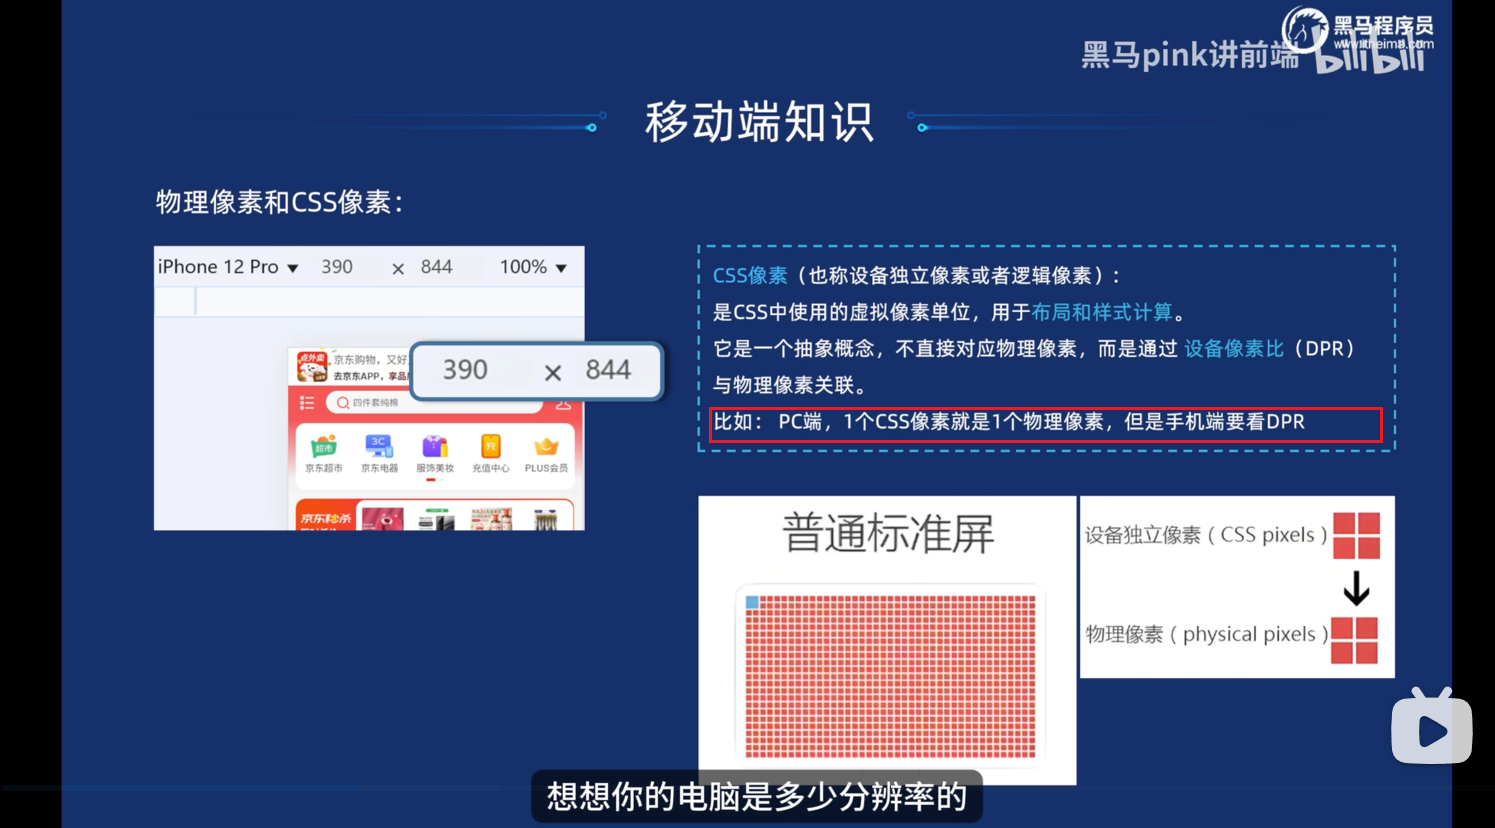 黑马程序员
www.itheima.com
黑马pink讲前端
bilibili
移动端知识
物理像素和CSS像素：
iPhone 12 Pro ▼ 390 × 844 100% ▼
京东购物，又好
去京东APP，享品
390 × 844
四件套纯棉
超市 3C 充
京东超市 京东电器 服饰美妆 充值中心 PLUS会员
京东秒杀
CSS像素（也称设备独立像素或者逻辑像素）：
是CSS中使用的虚拟像素单位，用于布局和样式计算。
它是一个抽象概念，不直接对应物理像素，而是通过 设备像素比（DPR）
与物理像素关联。
比如： PC端，1个CSS像素就是1个物理像素，但是手机端要看DPR
普通标准屏
设备独立像素（CSS pixels）
物理像素（physical pixels）
想想你的电脑是多少分辨率的